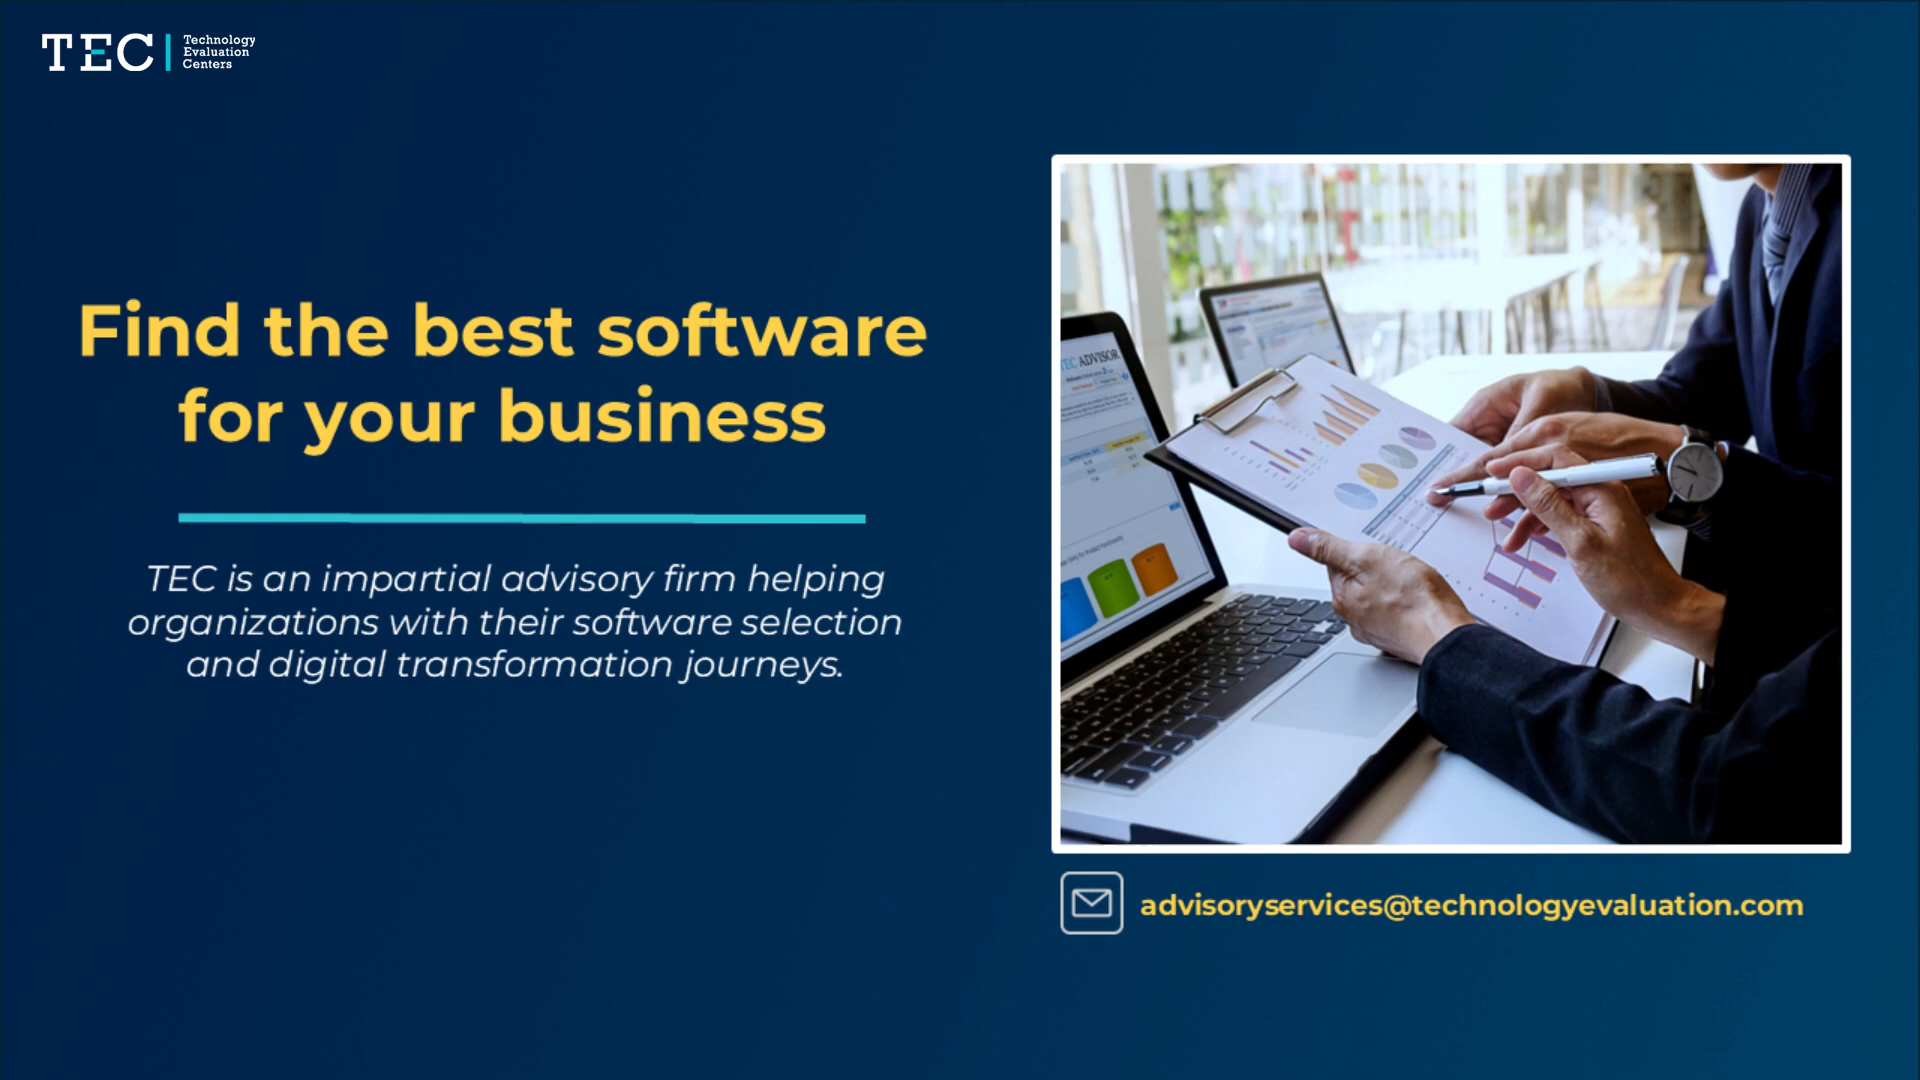 TEC
Technology
Evaluation
Centers
Find the best software
for your business
TEC is an impartial advisory firm helping
organizations with their software selection
and digital transformation journeys.
TEC ADVISOR
advisoryservices@technologyevaluation.com